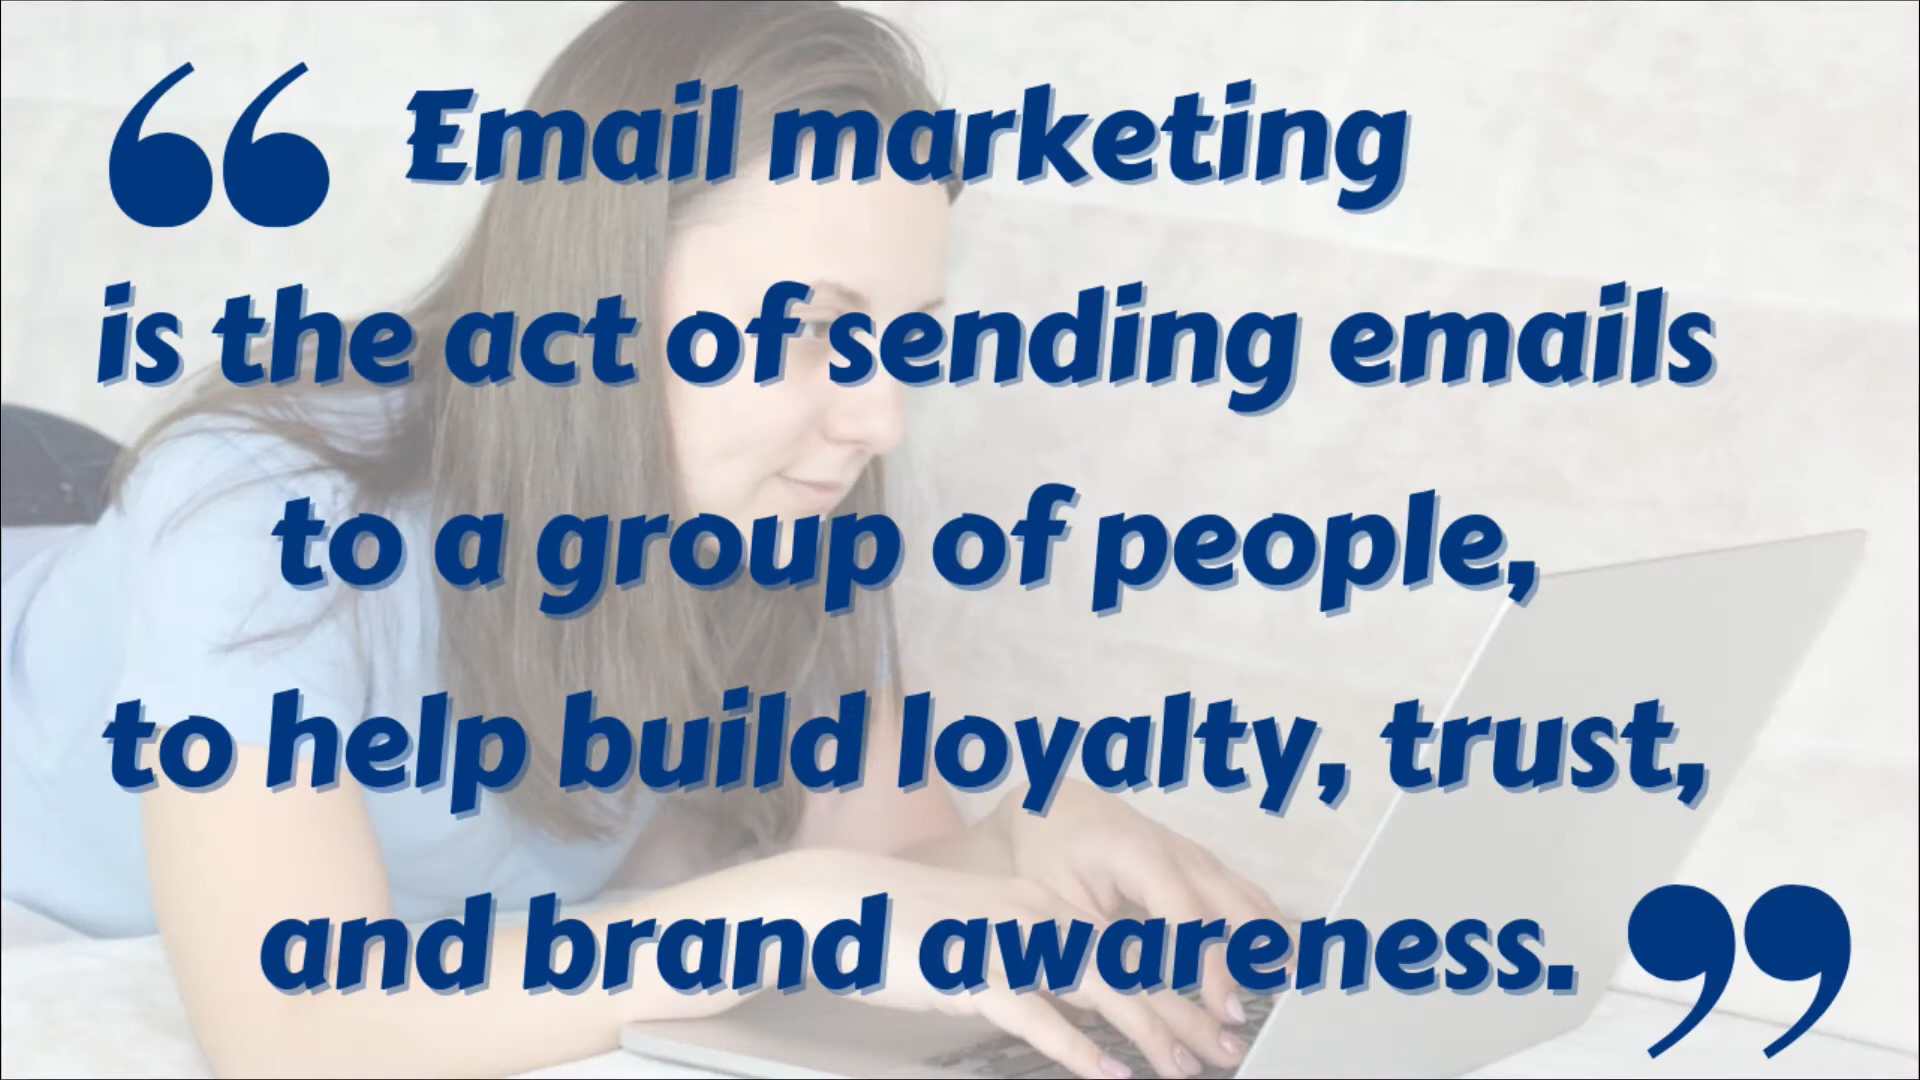 “ Email marketing
is the act of sending emails
to a group of people,
to help build loyalty, trust,
and brand awareness. ”